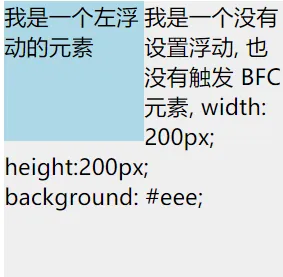 我是一个左浮
动的元素
我是一个没有
设置浮动, 也
没有触发 BFC
元素, width:
200px;
height:200px;
background: #eee;